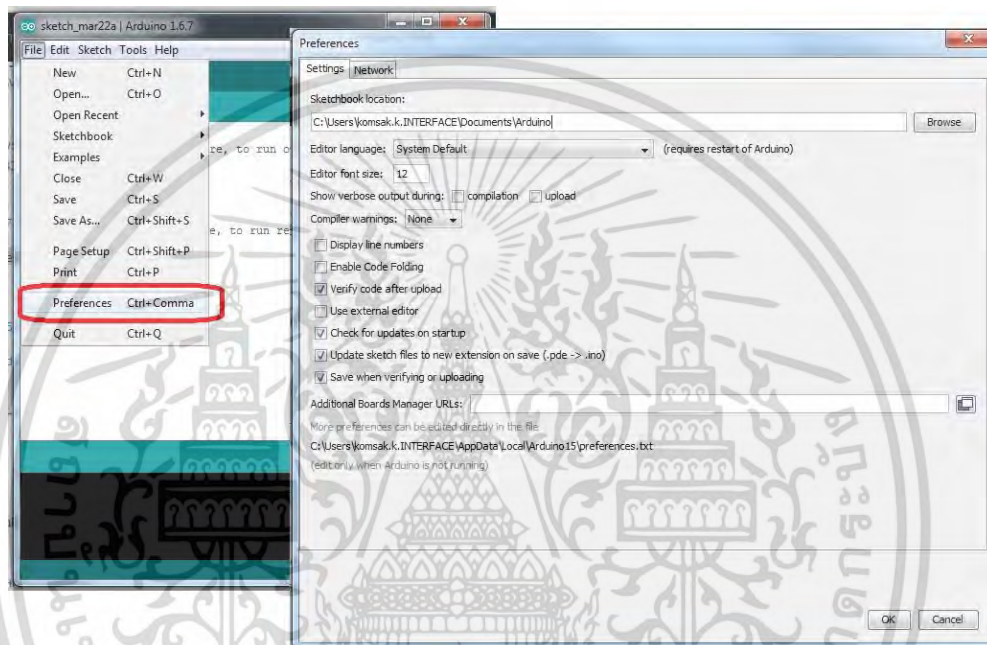 sketch_mar22a | Arduino 1.6.7
File Edit Sketch Tools Help
New Ctrl+N
Open... Ctrl+O
Open Recent
Sketchbook
Examples
Close Ctrl+W
Save Ctrl+S
Save As... Ctrl+Shift+S
Page Setup Ctrl+Shift+P
Print Ctrl+P
Preferences Ctrl+Comma
Quit Ctrl+Q
re, to run
e, to run
Preferences
Settings Network
Sketchbook location:
C:\Users\komsak.k.INTERFACE\Documents\Arduino
Browse
Editor language: System Default (requires restart of Arduino)
Editor font size: 12
Show verbose output during: compilation upload
Compiler warnings: None
Display line numbers
Enable Code Folding
Verify code after upload
Use external editor
Check for updates on startup
Update sketch files to new extension on save (.pde -> .ino)
Save when verifying or uploading
Additional Boards Manager URLs:
More preferences can be edited directly in the file
C:\Users\komsak.k.INTERFACE\AppData\Local\Arduino15\preferences.txt
(edit only when Arduino is not running)
OK Cancel